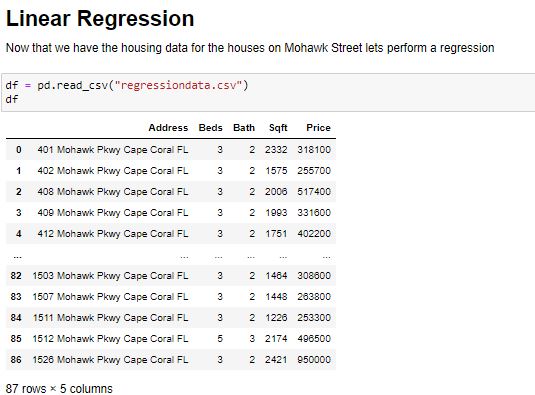 Linear Regression
Now that we have the housing data for the houses on Mohawk Street lets perform a regression
df = pd.read_csv("regressiondata.csv")
df
Address Beds Bath Sqft Price
0 401 Mohawk Pkwy Cape Coral FL 3 2 2332 318100
1 402 Mohawk Pkwy Cape Coral FL 3 2 1575 255700
2 408 Mohawk Pkwy Cape Coral FL 3 2 2006 517400
3 409 Mohawk Pkwy Cape Coral FL 3 2 1993 331600
4 412 Mohawk Pkwy Cape Coral FL 3 2 1751 402200
... ... ... ... ... ...
82 1503 Mohawk Pkwy Cape Coral FL 3 2 1464 308600
83 1507 Mohawk Pkwy Cape Coral FL 3 2 1448 263800
84 1511 Mohawk Pkwy Cape Coral FL 3 2 1226 253300
85 1512 Mohawk Pkwy Cape Coral FL 5 3 2174 496500
86 1526 Mohawk Pkwy Cape Coral FL 3 2 2421 950000
87 rows × 5 columns